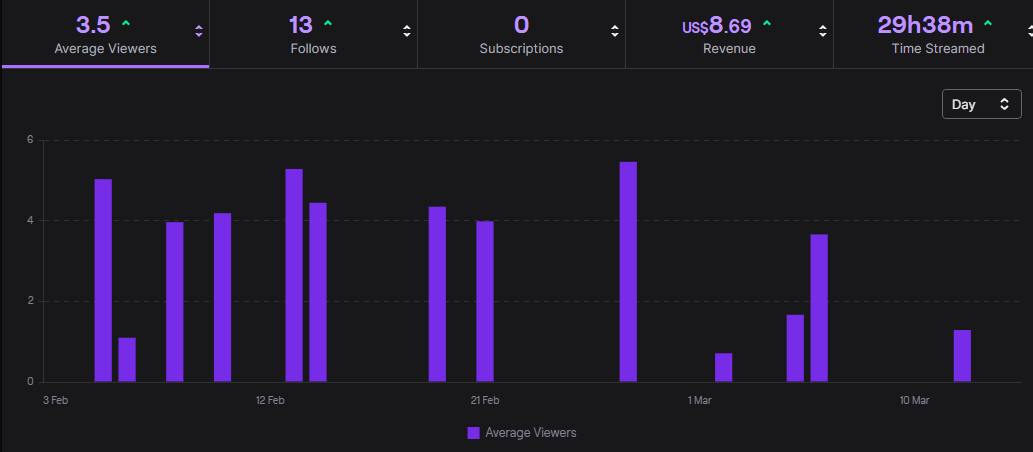 3.5
Average Viewers
13
Follows
0
Subscriptions
US$8.69
Revenue
29h38m
Time Streamed
Day
6
4
2
0
3 Feb
12 Feb
21 Feb
1 Mar
10 Mar
Average Viewers